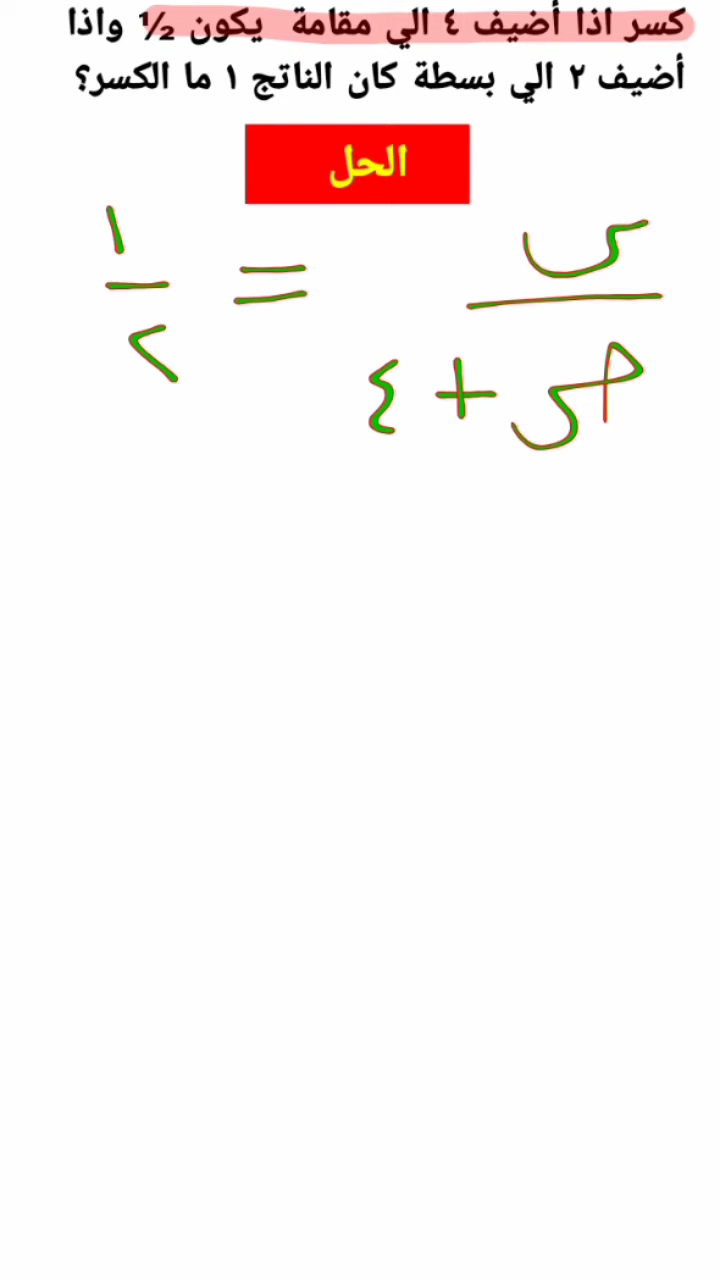 كسر اذا أضيف ٤ الي مقامة يكون ½ واذا
أضيف ٢ الي بسطة كان الناتج ١ ما الكسر؟
الحل
س / ص + ٤ = ١ / ٢